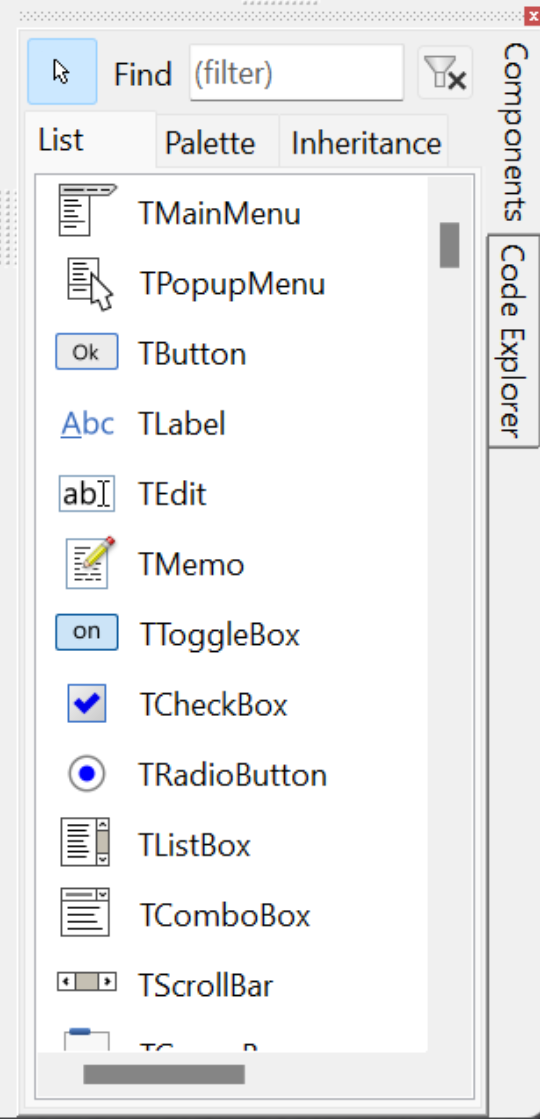 Find (filter)
List Palette Inheritance
TMainMenu
TPopupMenu
Ok TButton
Abc TLabel
ab TEdit
TMemo
on TToggleBox
TCheckBox
TRadioButton
TListBox
TComboBox
TScrollBar
Components
Code Explorer